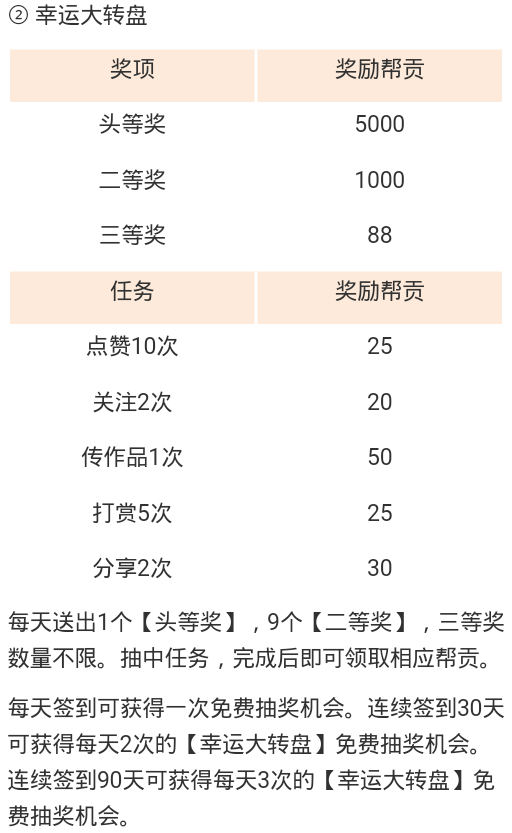 ② 幸运大转盘
奖项 奖励帮贡
头等奖 5000
二等奖 1000
三等奖 88
任务 奖励帮贡
点赞10次 25
关注2次 20
传作品1次 50
打赏5次 25
分享2次 30
每天送出1个【头等奖】，9个【二等奖】，三等奖
数量不限。抽中任务，完成后即可领取相应帮贡。
每天签到可获得一次免费抽奖机会。连续签到30天
可获得每天2次的【幸运大转盘】免费抽奖机会。
连续签到90天可获得每天3次的【幸运大转盘】免
费抽奖机会。